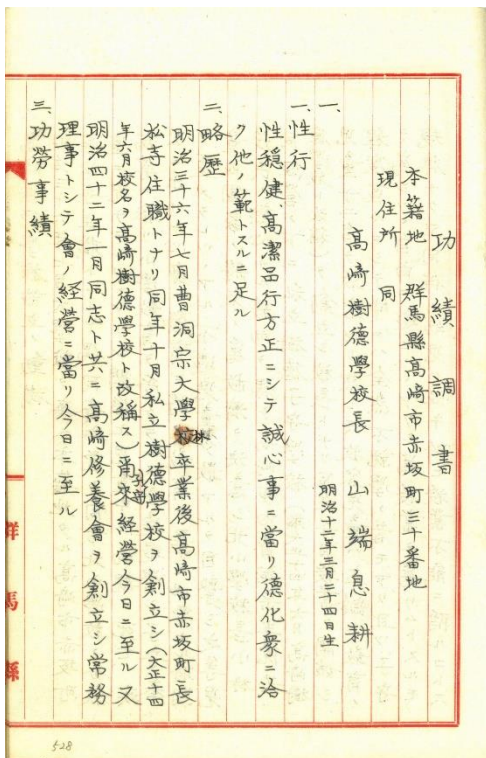 功績調書
本籍地 群馬縣高崎市赤坂町三十番地
現住所 同
高崎樹德學校長 山端息耕
明治十二年三月二十四日生
一、
一、性行
性穩健、高潔品行方正ニシテ誠心事ニ當リ德化衆ニ洽
ク他ノ範トスルニ足ル
二、略歴
明治三十六年七月曹洞宗大學林卒業後高崎市赤坂町長
松寺住職トナリ同年十月私立樹德學校ヲ創立シ(大正十四
年六月校名ヲ高崎樹德學校ト改稱ス)爾來経營今日ニ至ル又
明治四十二年一月同志ト共ニ高崎修養會ヲ創立シ常務
理事トシテ會ノ経營ニ當リ今日ニ至ル
三、功勞事績
群馬縣
528